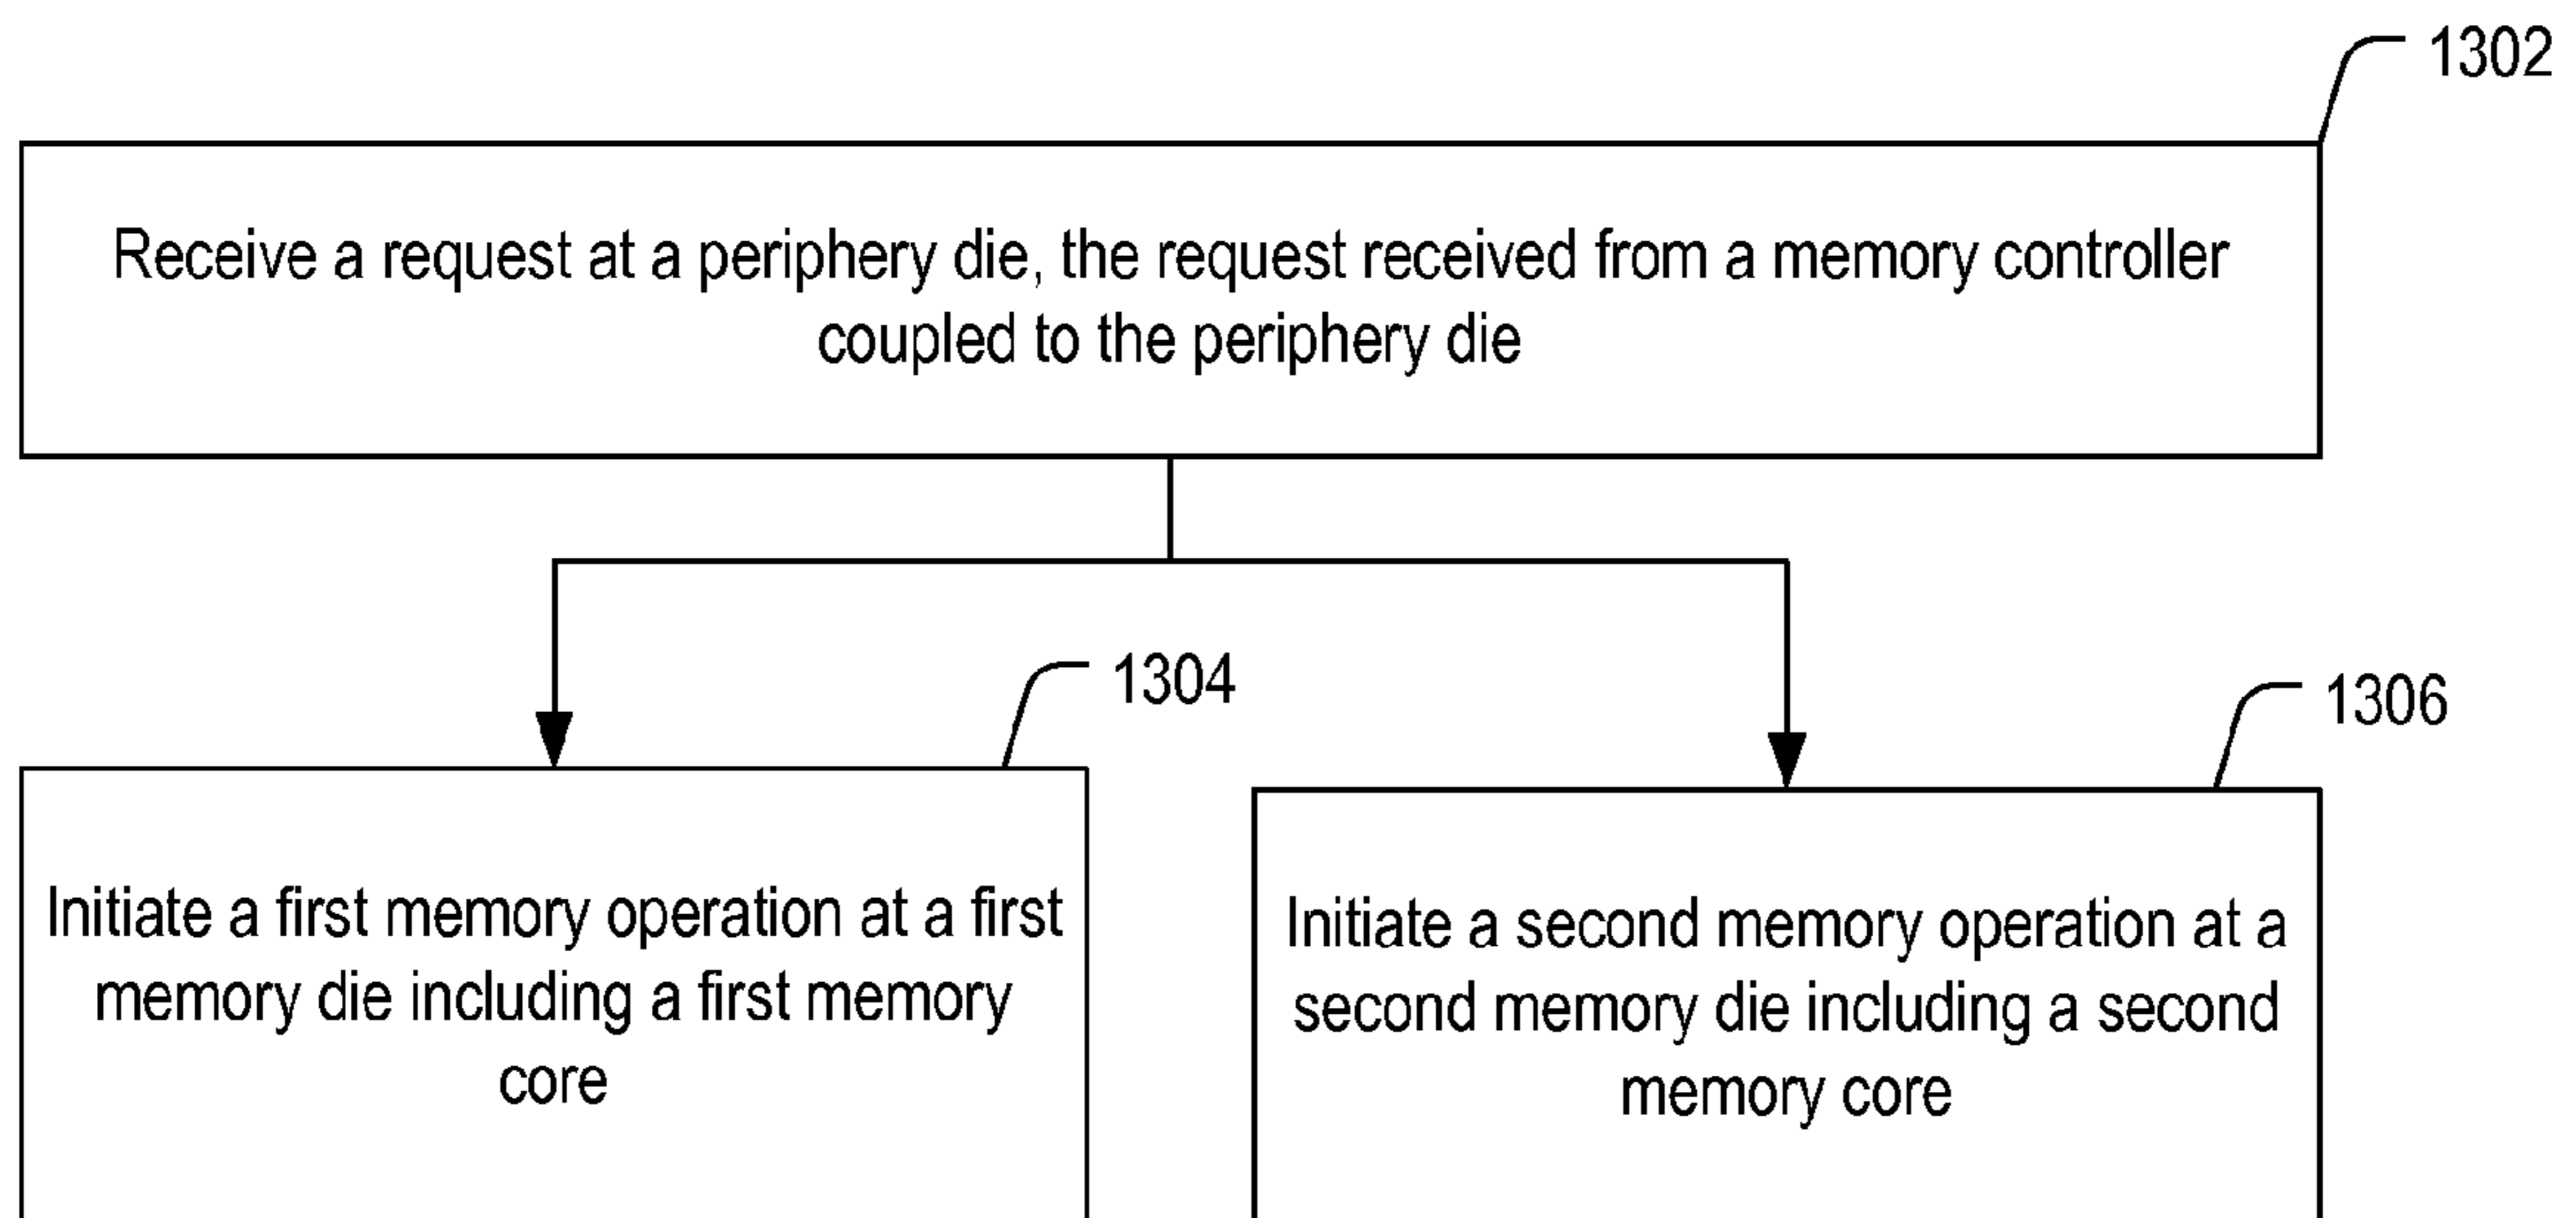 1302
Receive a request at a periphery die, the request received from a memory controller
coupled to the periphery die
1304
Initiate a first memory operation at a first
memory die including a first memory
core
1306
Initiate a second memory operation at a
second memory die including a second
memory core